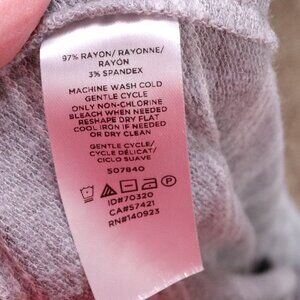 97% RAYON/ RAYONNE/
RAYÓN
3% SPANDEX
MACHINE WASH COLD
GENTLE CYCLE
ONLY NON-CHLORINE
BLEACH WHEN NEEDED
RESHAPE DRY FLAT
COOL IRON IF NEEDED
OR DRY CLEAN
GENTLE CYCLE/
CYCLE DÉLICAT/
CICLO SUAVE
507840
P
ID#70320
CA#57421
RN#140923